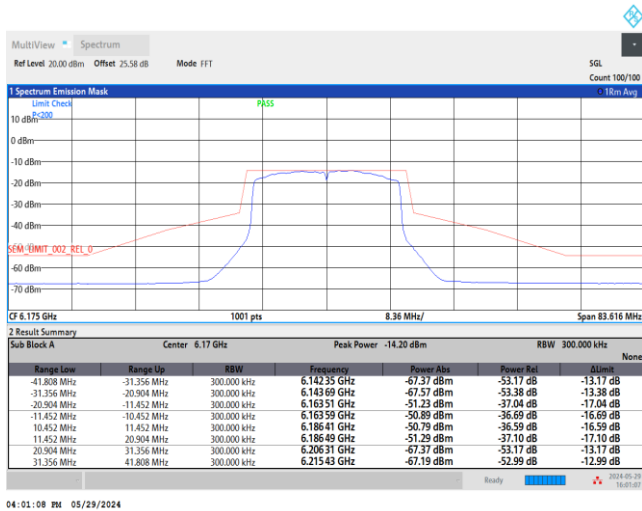 MultiView Spectrum
Ref Level 20.00 dBm Offset 25.58 dB Mode FFT SGL
Count 100/100
1 Spectrum Emission Mask 1Rm Avg
Limit Check PASS
P<200
10 dBm
0 dBm
-10 dBm
-20 dBm
-30 dBm
-40 dBm
SEM_LIMIT_002_REL_0
-60 dBm
-70 dBm
CF 6.175 GHz 1001 pts 8.36 MHz/ Span 83.616 MHz
2 Result Summary
Sub Block A Center 6.17 GHz Peak Power -14.20 dBm RBW 300.000 kHz
None
Range Low Range Up RBW Frequency Power Abs Power Rel ΔLimit
-41.808 MHz -31.356 MHz 300.000 kHz 6.14235 GHz -67.37 dBm -53.17 dB -13.17 dB
-31.356 MHz -20.904 MHz 300.000 kHz 6.14369 GHz -67.57 dBm -53.38 dB -13.38 dB
-20.904 MHz -11.452 MHz 300.000 kHz 6.16351 GHz -51.23 dBm -37.04 dB -17.04 dB
-11.452 MHz -10.452 MHz 300.000 kHz 6.16359 GHz -50.89 dBm -36.69 dB -16.69 dB
10.452 MHz 11.452 MHz 300.000 kHz 6.18641 GHz -50.79 dBm -36.59 dB -16.59 dB
11.452 MHz 20.904 MHz 300.000 kHz 6.18649 GHz -51.29 dBm -37.10 dB -17.10 dB
20.904 MHz 31.356 MHz 300.000 kHz 6.20631 GHz -67.37 dBm -53.17 dB -13.17 dB
31.356 MHz 41.808 MHz 300.000 kHz 6.21543 GHz -67.19 dBm -52.99 dB -12.99 dB
Ready 2024-05-29
16:01:07
04:01:08 PM 05/29/2024